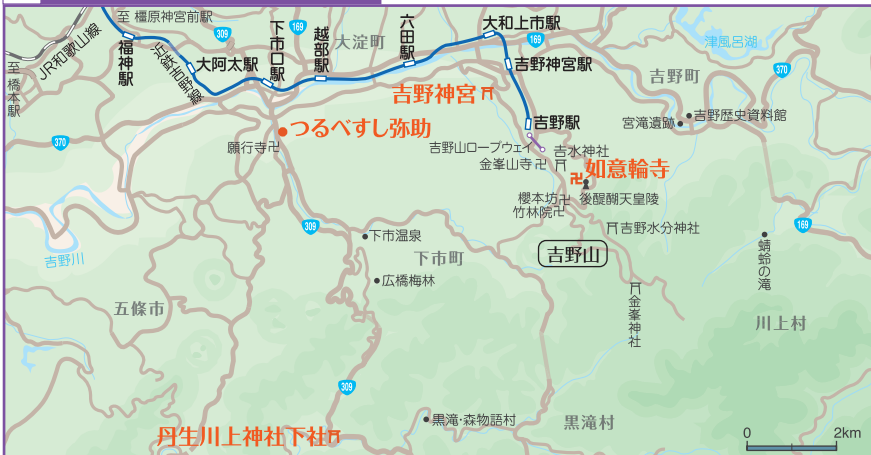 至 橿原神宮前駅
309
169
大淀町
大和上市駅
169
津風呂湖
JR和歌山線
至 橋本駅
福神駅
近鉄吉野線
大阿太駅
下市口駅
越部駅
六田駅
吉野神宮駅
吉野町
370
吉野神宮
つるべすし弥助
吉野駅
宮滝遺跡
吉野歴史資料館
370
願行寺
吉野山ロープウェイ
吉水神社
金峯山寺
如意輪寺
櫻本坊
後醍醐天皇陵
竹林院
309
吉野水分神社
169
下市温泉
下市町
吉野山
蜻蛉の滝
吉野川
広橋梅林
金峯神社
五條市
川上村
309
黒滝・森物語村
黒滝村
丹生川上神社下社
0
2km